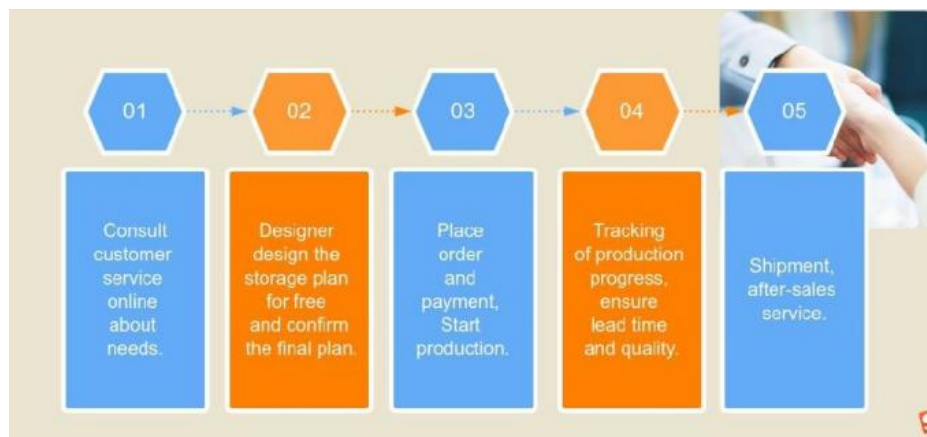 01
02
03
04
05
Consult
customer
service
online
about
needs.
Designer
design the
storage plan
for free
and confirm
the final plan.
Place
order
and
payment,
Start
production.
Tracking
of production
progress,
ensure
lead time
and quality.
Shipment,
after-sales
service.